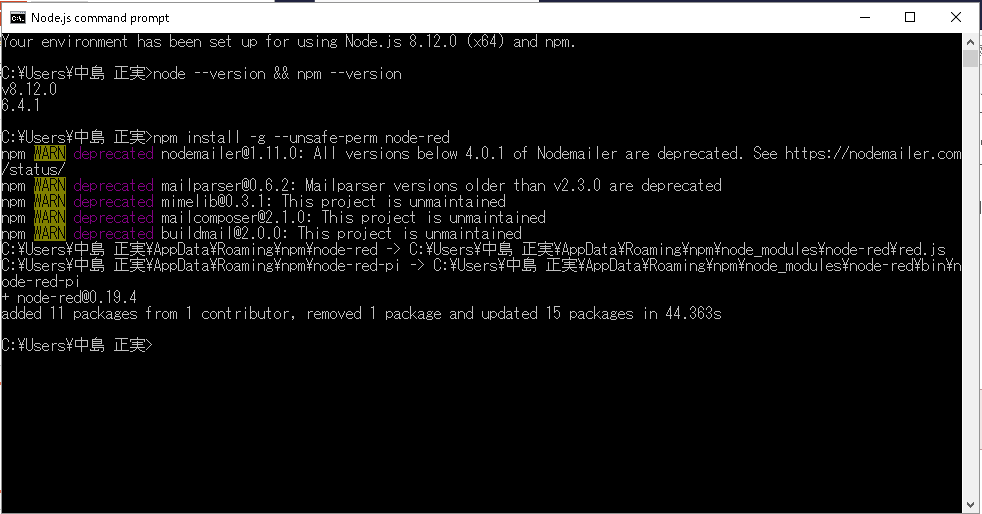 Node.js command prompt
Your environment has been set up for using Node.js 8.12.0 (x64) and npm.
C:¥Users¥中島 正実>node --version && npm --version
v8.12.0
6.4.1
C:¥Users¥中島 正実>npm install -g --unsafe-perm node-red
npm WARN deprecated nodemailer@1.11.0: All versions below 4.0.1 of Nodemailer are deprecated. See https://nodemailer.com
/status/
npm WARN deprecated mailparser@0.6.2: Mailparser versions older than v2.3.0 are deprecated
npm WARN deprecated mimelib@0.3.1: This project is unmaintained
npm WARN deprecated mailcomposer@2.1.0: This project is unmaintained
npm WARN deprecated buildmail@2.0.0: This project is unmaintained
C:¥Users¥中島 正実¥AppData¥Roaming¥npm¥node-red -> C:¥Users¥中島 正実¥AppData¥Roaming¥npm¥node_modules¥node-red¥red.js
C:¥Users¥中島 正実¥AppData¥Roaming¥npm¥node-red-pi -> C:¥Users¥中島 正実¥AppData¥Roaming¥npm¥node_modules¥node-red¥bin¥n
ode-red-pi
+ node-red@0.19.4
added 11 packages from 1 contributor, removed 1 package and updated 15 packages in 44.363s
C:¥Users¥中島 正実>